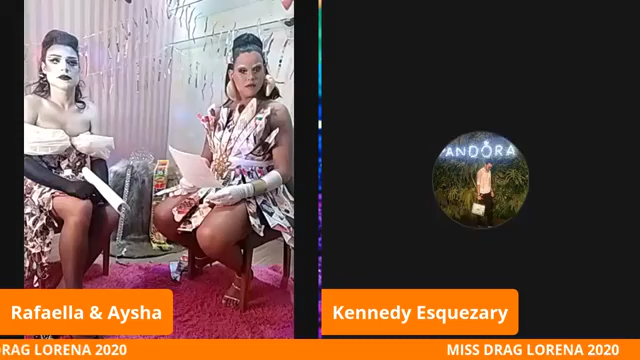 PANDORA
Rafaella & Aysha
Kennedy Esquezary
DRAG LORENA 2020
MISS DRAG LORENA 2020